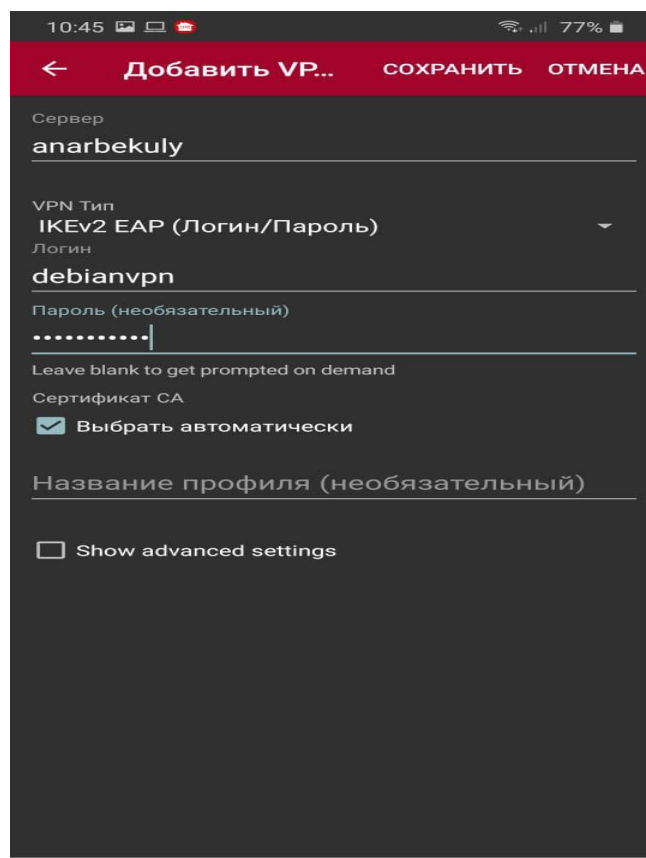 10:45 77%
Добавить VP... СОХРАНИТЬ ОТМЕНА
Сервер
anarbekuly
VPN Тип
IKEv2 EAP (Логин/Пароль)
Логин
debianvpn
Пароль (необязательный)
•••••••••••
Leave blank to get prompted on demand
Сертификат CA
Выбрать автоматически
Название профиля (необязательный)
Show advanced settings